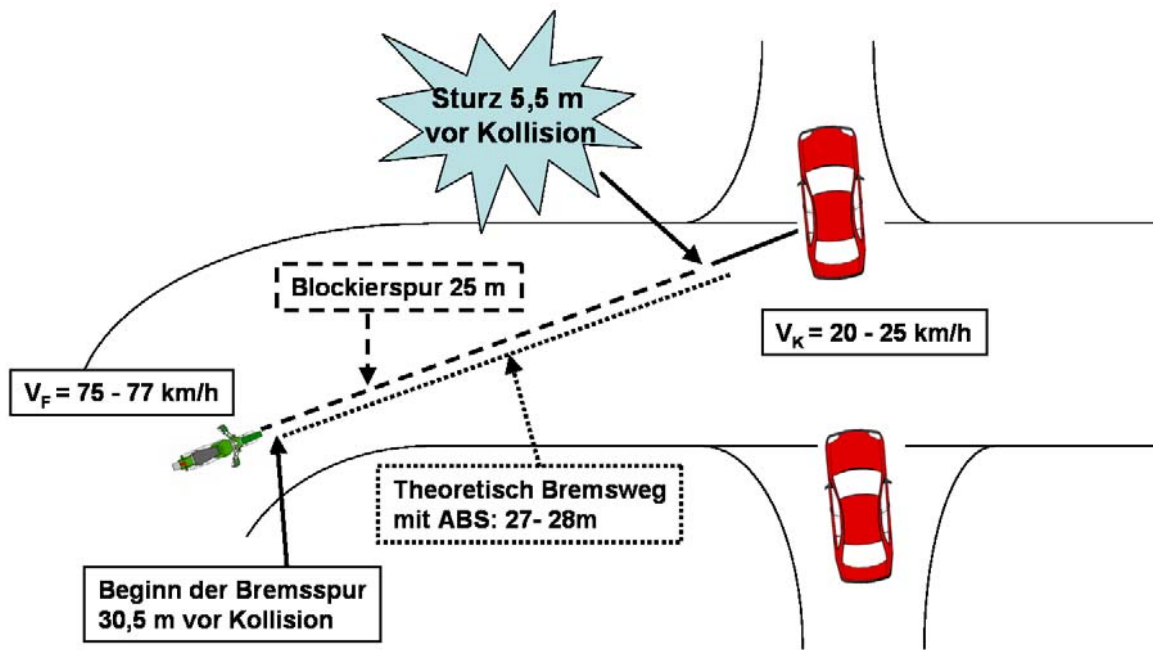 Sturz 5,5 m
vor Kollision
Blockierspur 25 m
V_K = 20 - 25 km/h
V_F = 75 - 77 km/h
Theoretisch Bremsweg
mit ABS: 27- 28m
Beginn der Bremsspur
30,5 m vor Kollision